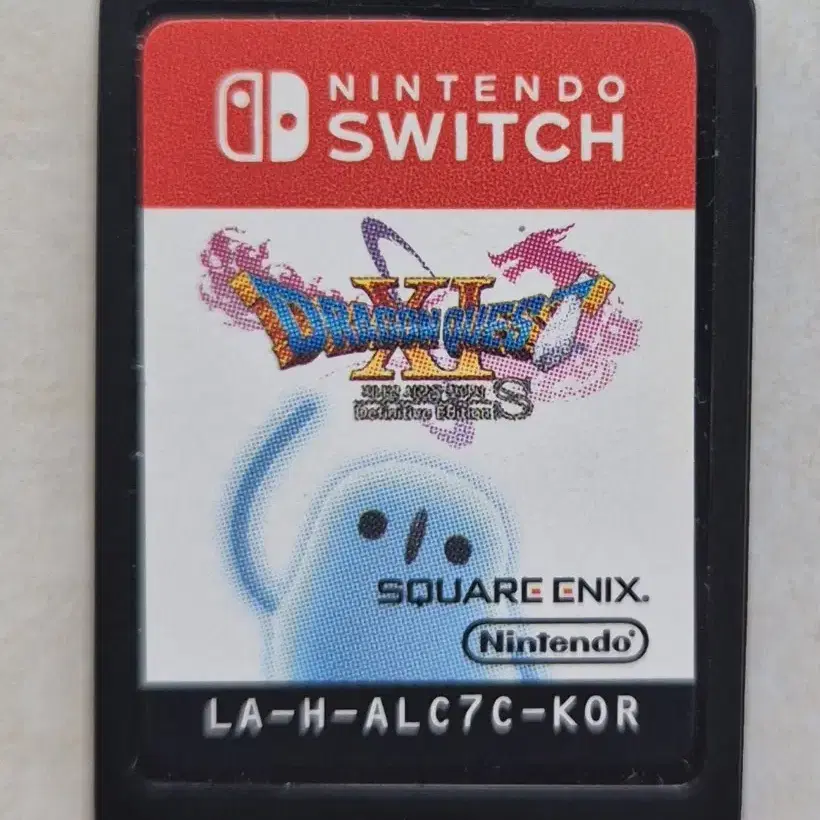 NINTENDO
SWITCH
DRAGON QUEST
XI
S
Definitive Edition
SQUARE ENIX.
Nintendo
LA-H-ALC7C-KOR